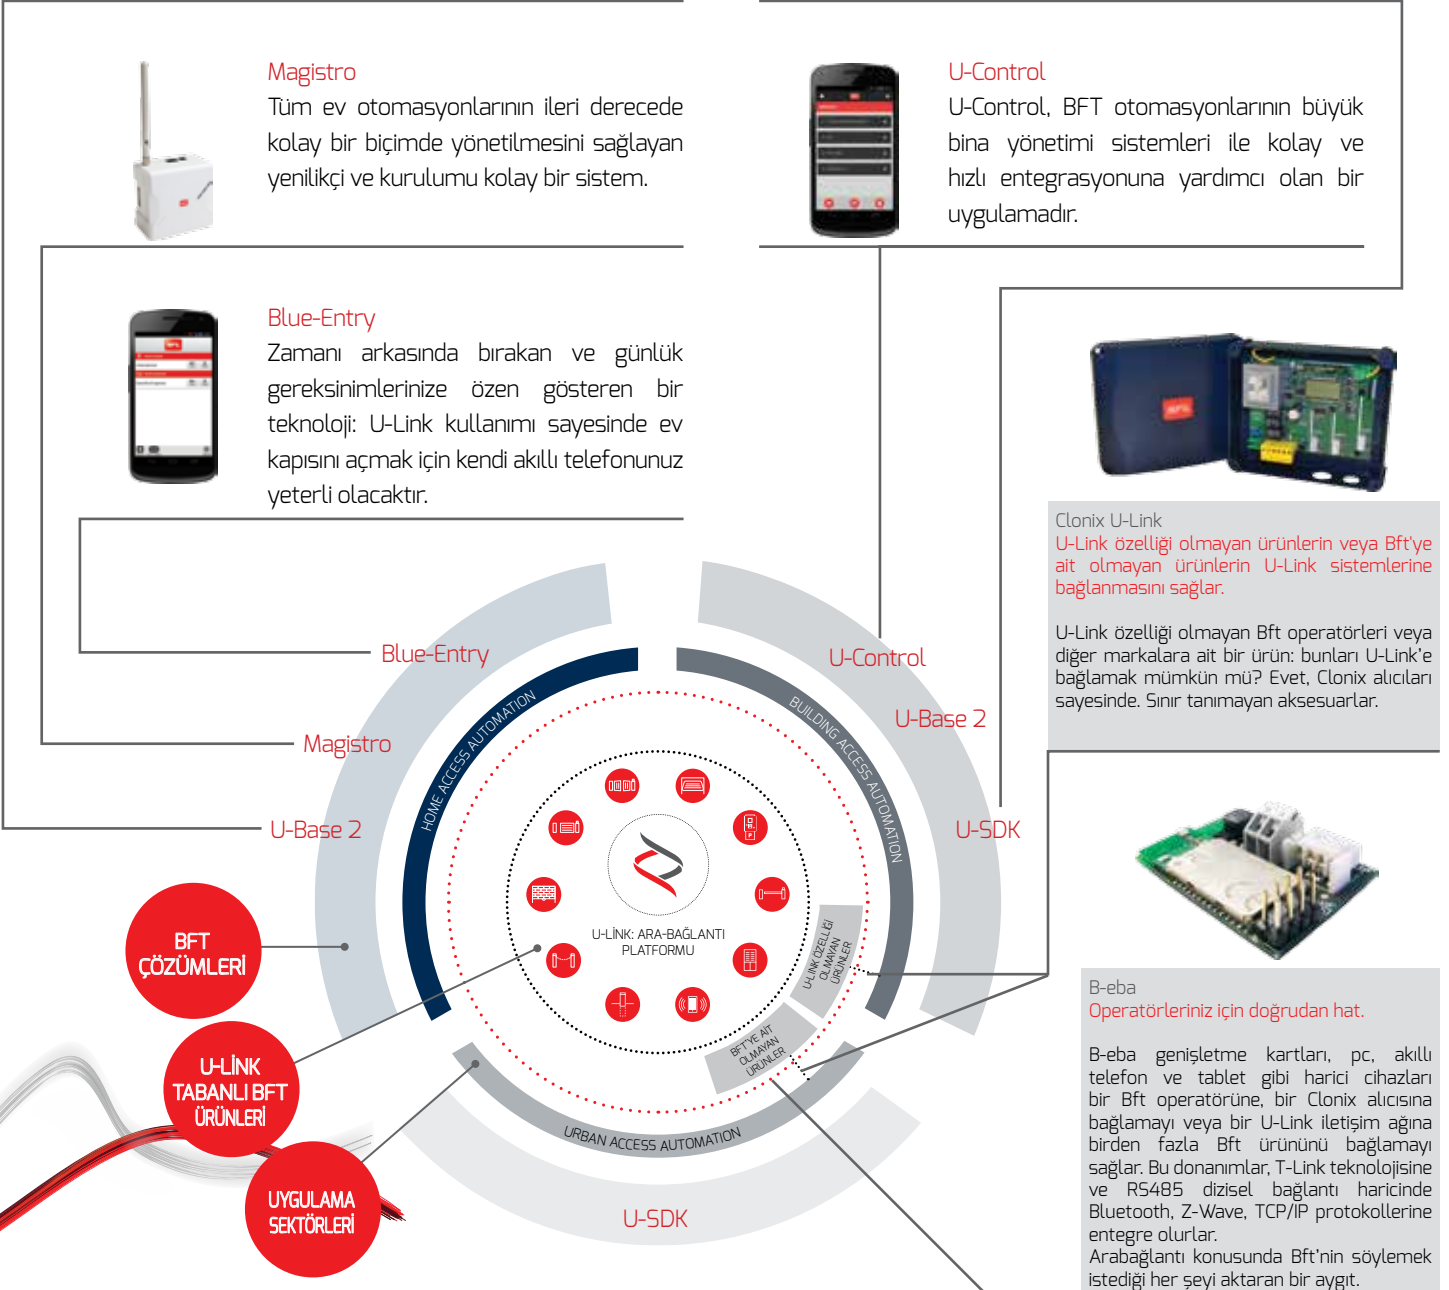 Magistro
Tüm ev otomasyonlarının ileri derecede
kolay bir biçimde yönetilmesini sağlayan
yenilikçi ve kurulumu kolay bir sistem.
U-Control
U-Control, BFT otomasyonlarının büyük
bina yönetimi sistemleri ile kolay ve
hızlı entegrasyonuna yardımcı olan bir
uygulamadır.
Blue-Entry
Zamanı arkasında bırakan ve günlük
gereksinimlerinize özen gösteren bir
teknoloji: U-Link kullanımı sayesinde ev
kapısını açmak için kendi akıllı telefonunuz
yeterli olacaktır.
Clonix U-Link
U-Link özelliği olmayan ürünlerin veya Bft'ye
ait olmayan ürünlerin U-Link sistemlerine
bağlanmasını sağlar.
U-Link özelliği olmayan Bft operatörleri veya
diğer markalara ait bir ürün: bunları U-Link'e
bağlamak mümkün mü? Evet, Clonix alıcıları
sayesinde. Sınır tanımayan aksesuarlar.
Blue-Entry
Magistro
U-Base 2
U-Control
U-Base 2
U-SDK
HOME ACCESS AUTOMATION
BUILDING ACCESS AUTOMATION
U-LİNK: ARA-BAĞLANTI
PLATFORMU
U-LINK ÖZELLİĞİ
OLMAYAN
ÜRÜNLER
BFT'YE AİT
OLMAYAN
ÜRÜNLER
URBAN ACCESS AUTOMATION
U-SDK
BFT
ÇÖZÜMLERİ
U-LİNK
TABANLI BFT
ÜRÜNLERİ
UYGULAMA
SEKTÖRLERİ
B-eba
Operatörleriniz için doğrudan hat.
B-eba genişletme kartları, pc, akıllı
telefon ve tablet gibi harici cihazları
bir Bft operatörüne, bir Clonix alıcısına
bağlamayı veya bir U-Link iletişim ağına
birden fazla Bft ürününü bağlamayı
sağlar. Bu donanımlar, T-Link teknolojisine
ve RS485 dizisel bağlantı haricinde
Bluetooth, Z-Wave, TCP/IP protokollerine
entegre olurlar.
Arabağlantı konusunda Bft'nin söylemek
istediği her şeyi aktaran bir aygıt.